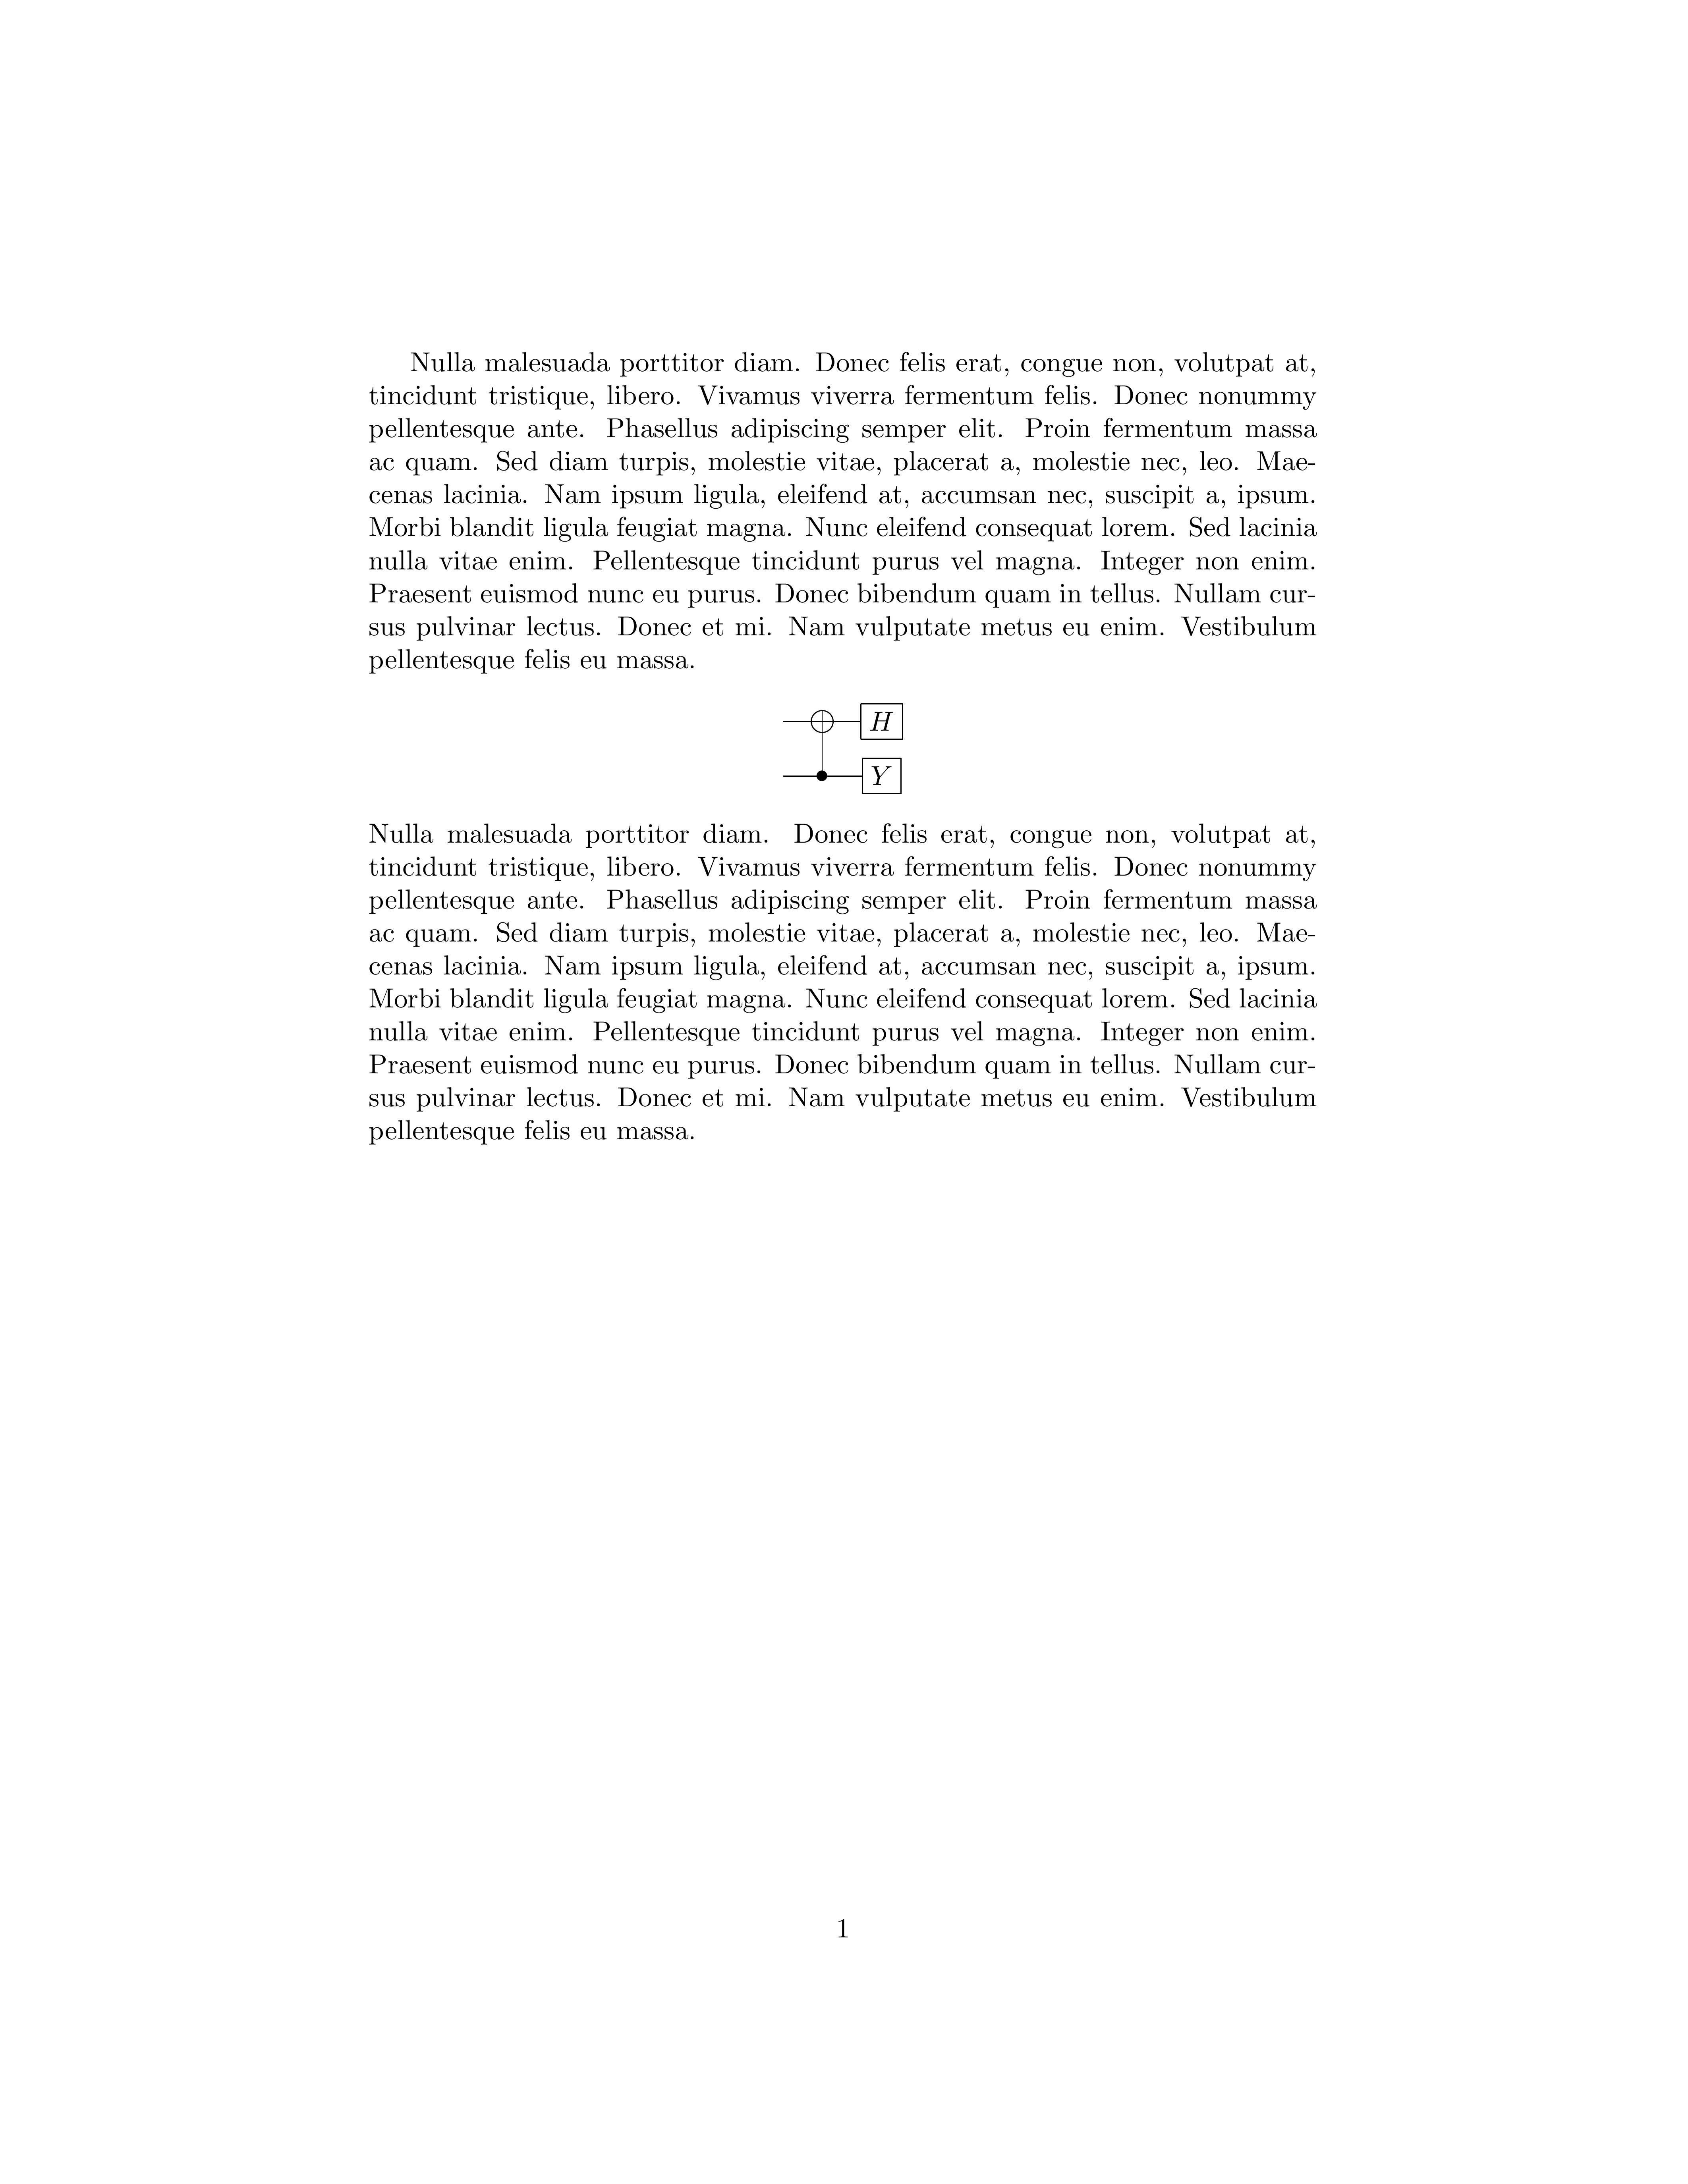 Nulla malesuada porttitor diam. Donec felis erat, congue non, volutpat at,
tincidunt tristique, libero. Vivamus viverra fermentum felis. Donec nonummy
pellentesque ante. Phasellus adipiscing semper elit. Proin fermentum massa
ac quam. Sed diam turpis, molestie vitae, placerat a, molestie nec, leo. Mae-
cenas lacinia. Nam ipsum ligula, eleifend at, accumsan nec, suscipit a, ipsum.
Morbi blandit ligula feugiat magna. Nunc eleifend consequat lorem. Sed lacinia
nulla vitae enim. Pellentesque tincidunt purus vel magna. Integer non enim.
Praesent euismod nunc eu purus. Donec bibendum quam in tellus. Nullam cur-
sus pulvinar lectus. Donec et mi. Nam vulputate metus eu enim. Vestibulum
pellentesque felis eu massa.
H
Y
Nulla malesuada porttitor diam. Donec felis erat, congue non, volutpat at,
tincidunt tristique, libero. Vivamus viverra fermentum felis. Donec nonummy
pellentesque ante. Phasellus adipiscing semper elit. Proin fermentum massa
ac quam. Sed diam turpis, molestie vitae, placerat a, molestie nec, leo. Mae-
cenas lacinia. Nam ipsum ligula, eleifend at, accumsan nec, suscipit a, ipsum.
Morbi blandit ligula feugiat magna. Nunc eleifend consequat lorem. Sed lacinia
nulla vitae enim. Pellentesque tincidunt purus vel magna. Integer non enim.
Praesent euismod nunc eu purus. Donec bibendum quam in tellus. Nullam cur-
sus pulvinar lectus. Donec et mi. Nam vulputate metus eu enim. Vestibulum
pellentesque felis eu massa.
1